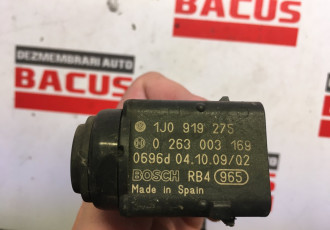 BACUS
DEZMEMBRARI AUTO
BACUS
1J0 919 275
0 263 003 169
0696d 04.10.09/02
BOSCH RB4 965
Made in Spain